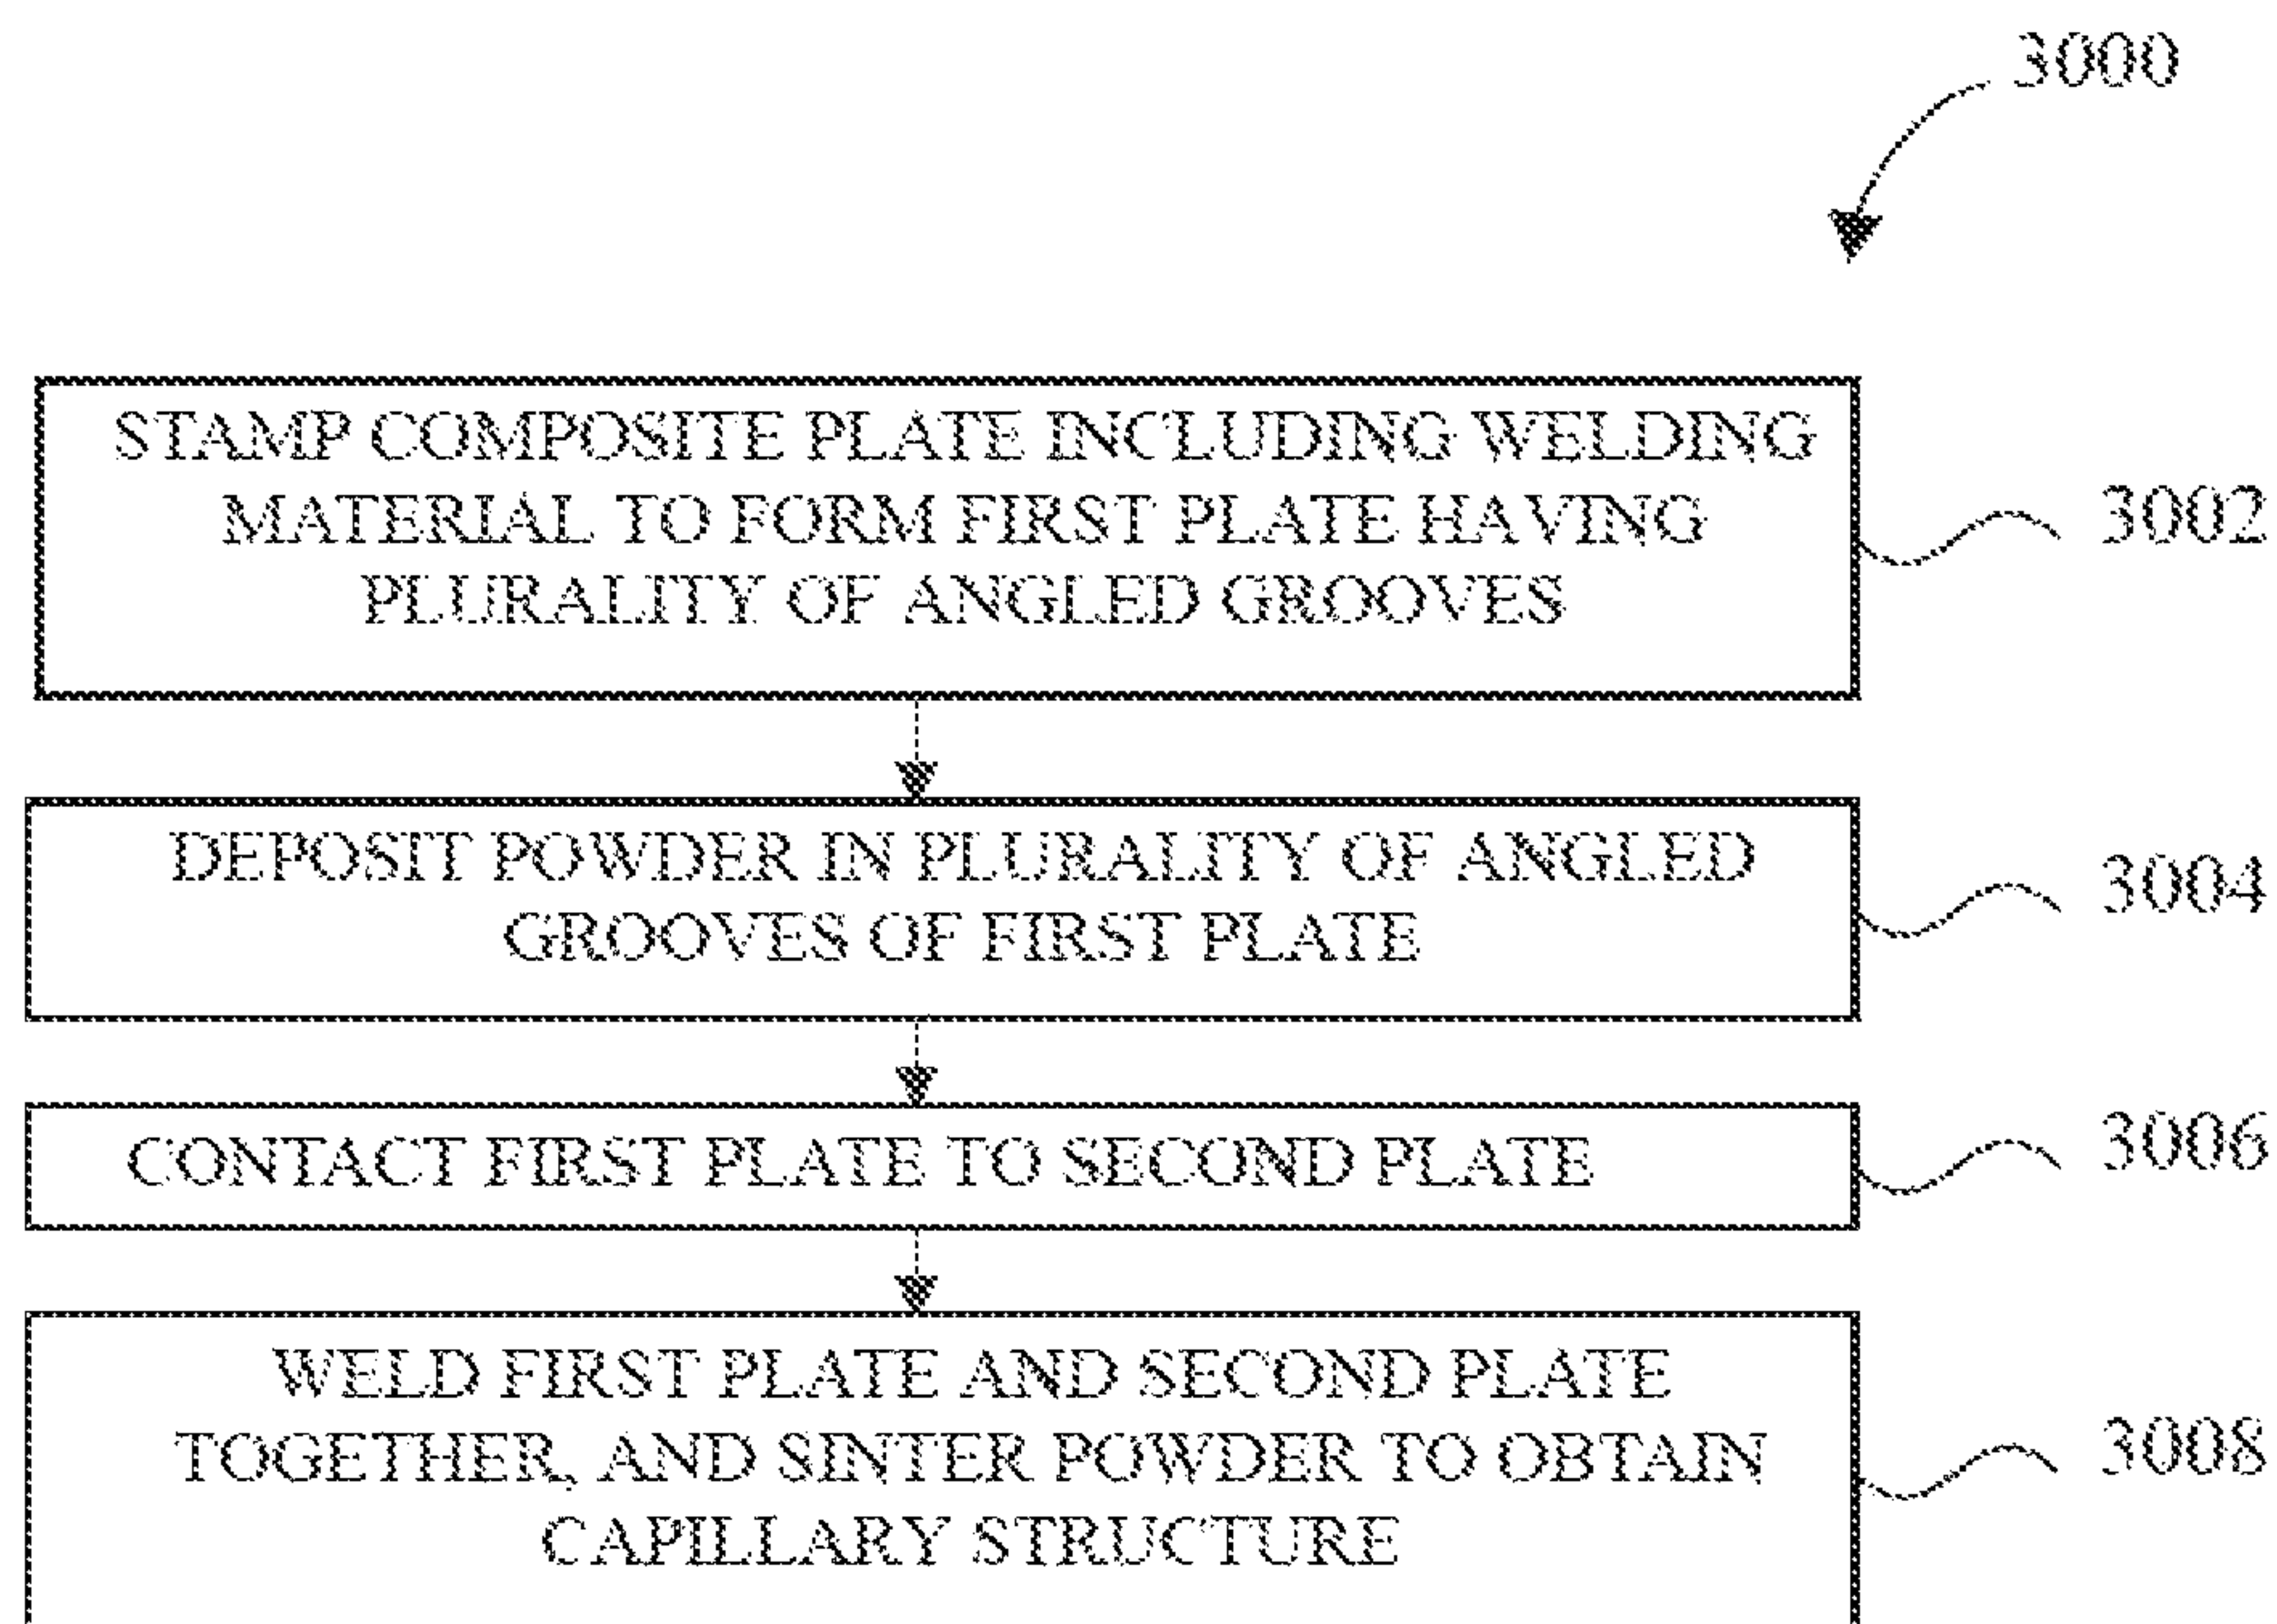 3000
STAMP COMPOSITE PLATE INCLUDING WELDING
MATERIAL TO FORM FIRST PLATE HAVING
PLURALITY OF ANGLED GROOVES
3002
DEPOSIT POWDER IN PLURALITY OF ANGLED
GROOVES OF FIRST PLATE
3004
CONTACT FIRST PLATE TO SECOND PLATE
3006
WELD FIRST PLATE AND SECOND PLATE
TOGETHER, AND SINTER POWDER TO OBTAIN
CAPILLARY STRUCTURE
3008